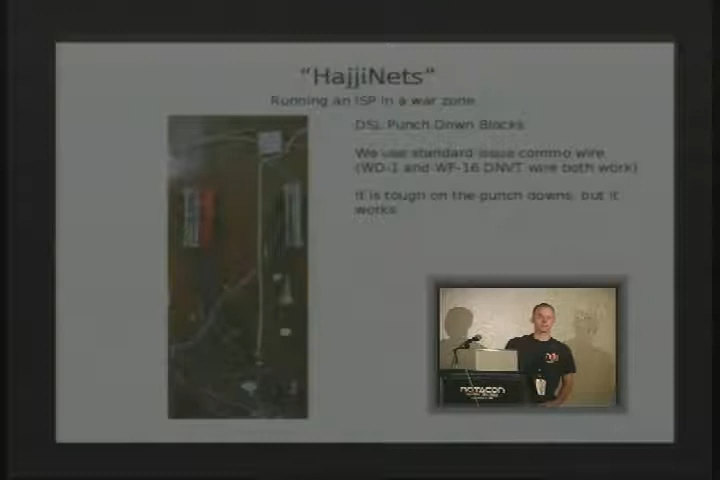 "HajjiNets"
Running an ISP in a war zone
DSL Punch Down Blocks
We use standard issue commo wire
(WD-1 and WF-16 DNVT wire both work)
It is tough on the punch downs, but it
works
NOTACON